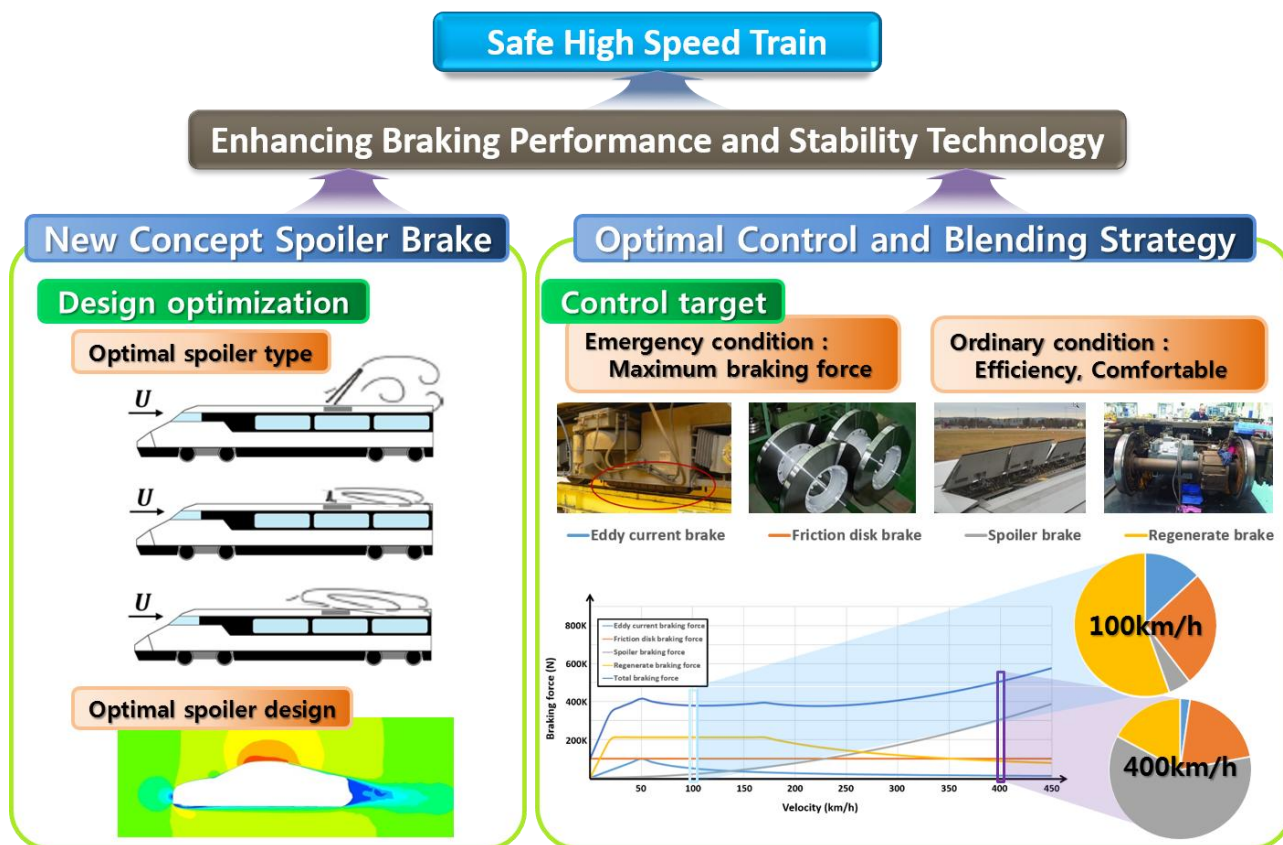 Safe High Speed Train
Enhancing Braking Performance and Stability Technology
New Concept Spoiler Brake
Design optimization
Optimal spoiler type
U
U
U
Optimal spoiler design
Optimal Control and Blending Strategy
Control target
Emergency condition :
Maximum braking force
Ordinary condition :
Efficiency, Comfortable
Eddy current brake
Friction disk brake
Spoiler brake
Regenerate brake
Braking force (N)
800K
600K
400K
200K
Eddy current braking force
Friction disk braking force
Spoiler braking force
Regenerate braking force
Total braking force
50 100 150 200 250 300 350 400 450
Velocity (km/h)
100km/h
400km/h